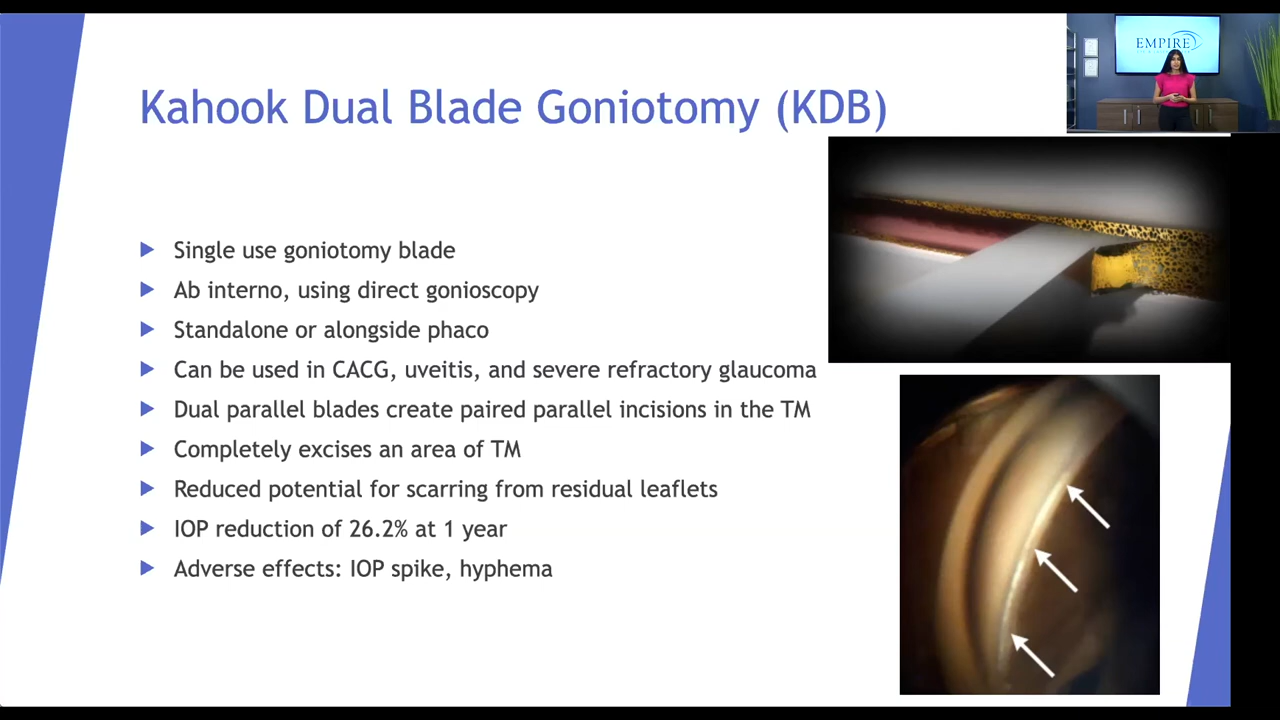 Kahook Dual Blade Goniotomy (KDB)
EMPIRE
Single use goniotomy blade
Ab interno, using direct gonioscopy
Standalone or alongside phaco
Can be used in CACG, uveitis, and severe refractory glaucoma
Dual parallel blades create paired parallel incisions in the TM
Completely excises an area of TM
Reduced potential for scarring from residual leaflets
IOP reduction of 26.2% at 1 year
Adverse effects: IOP spike, hyphema